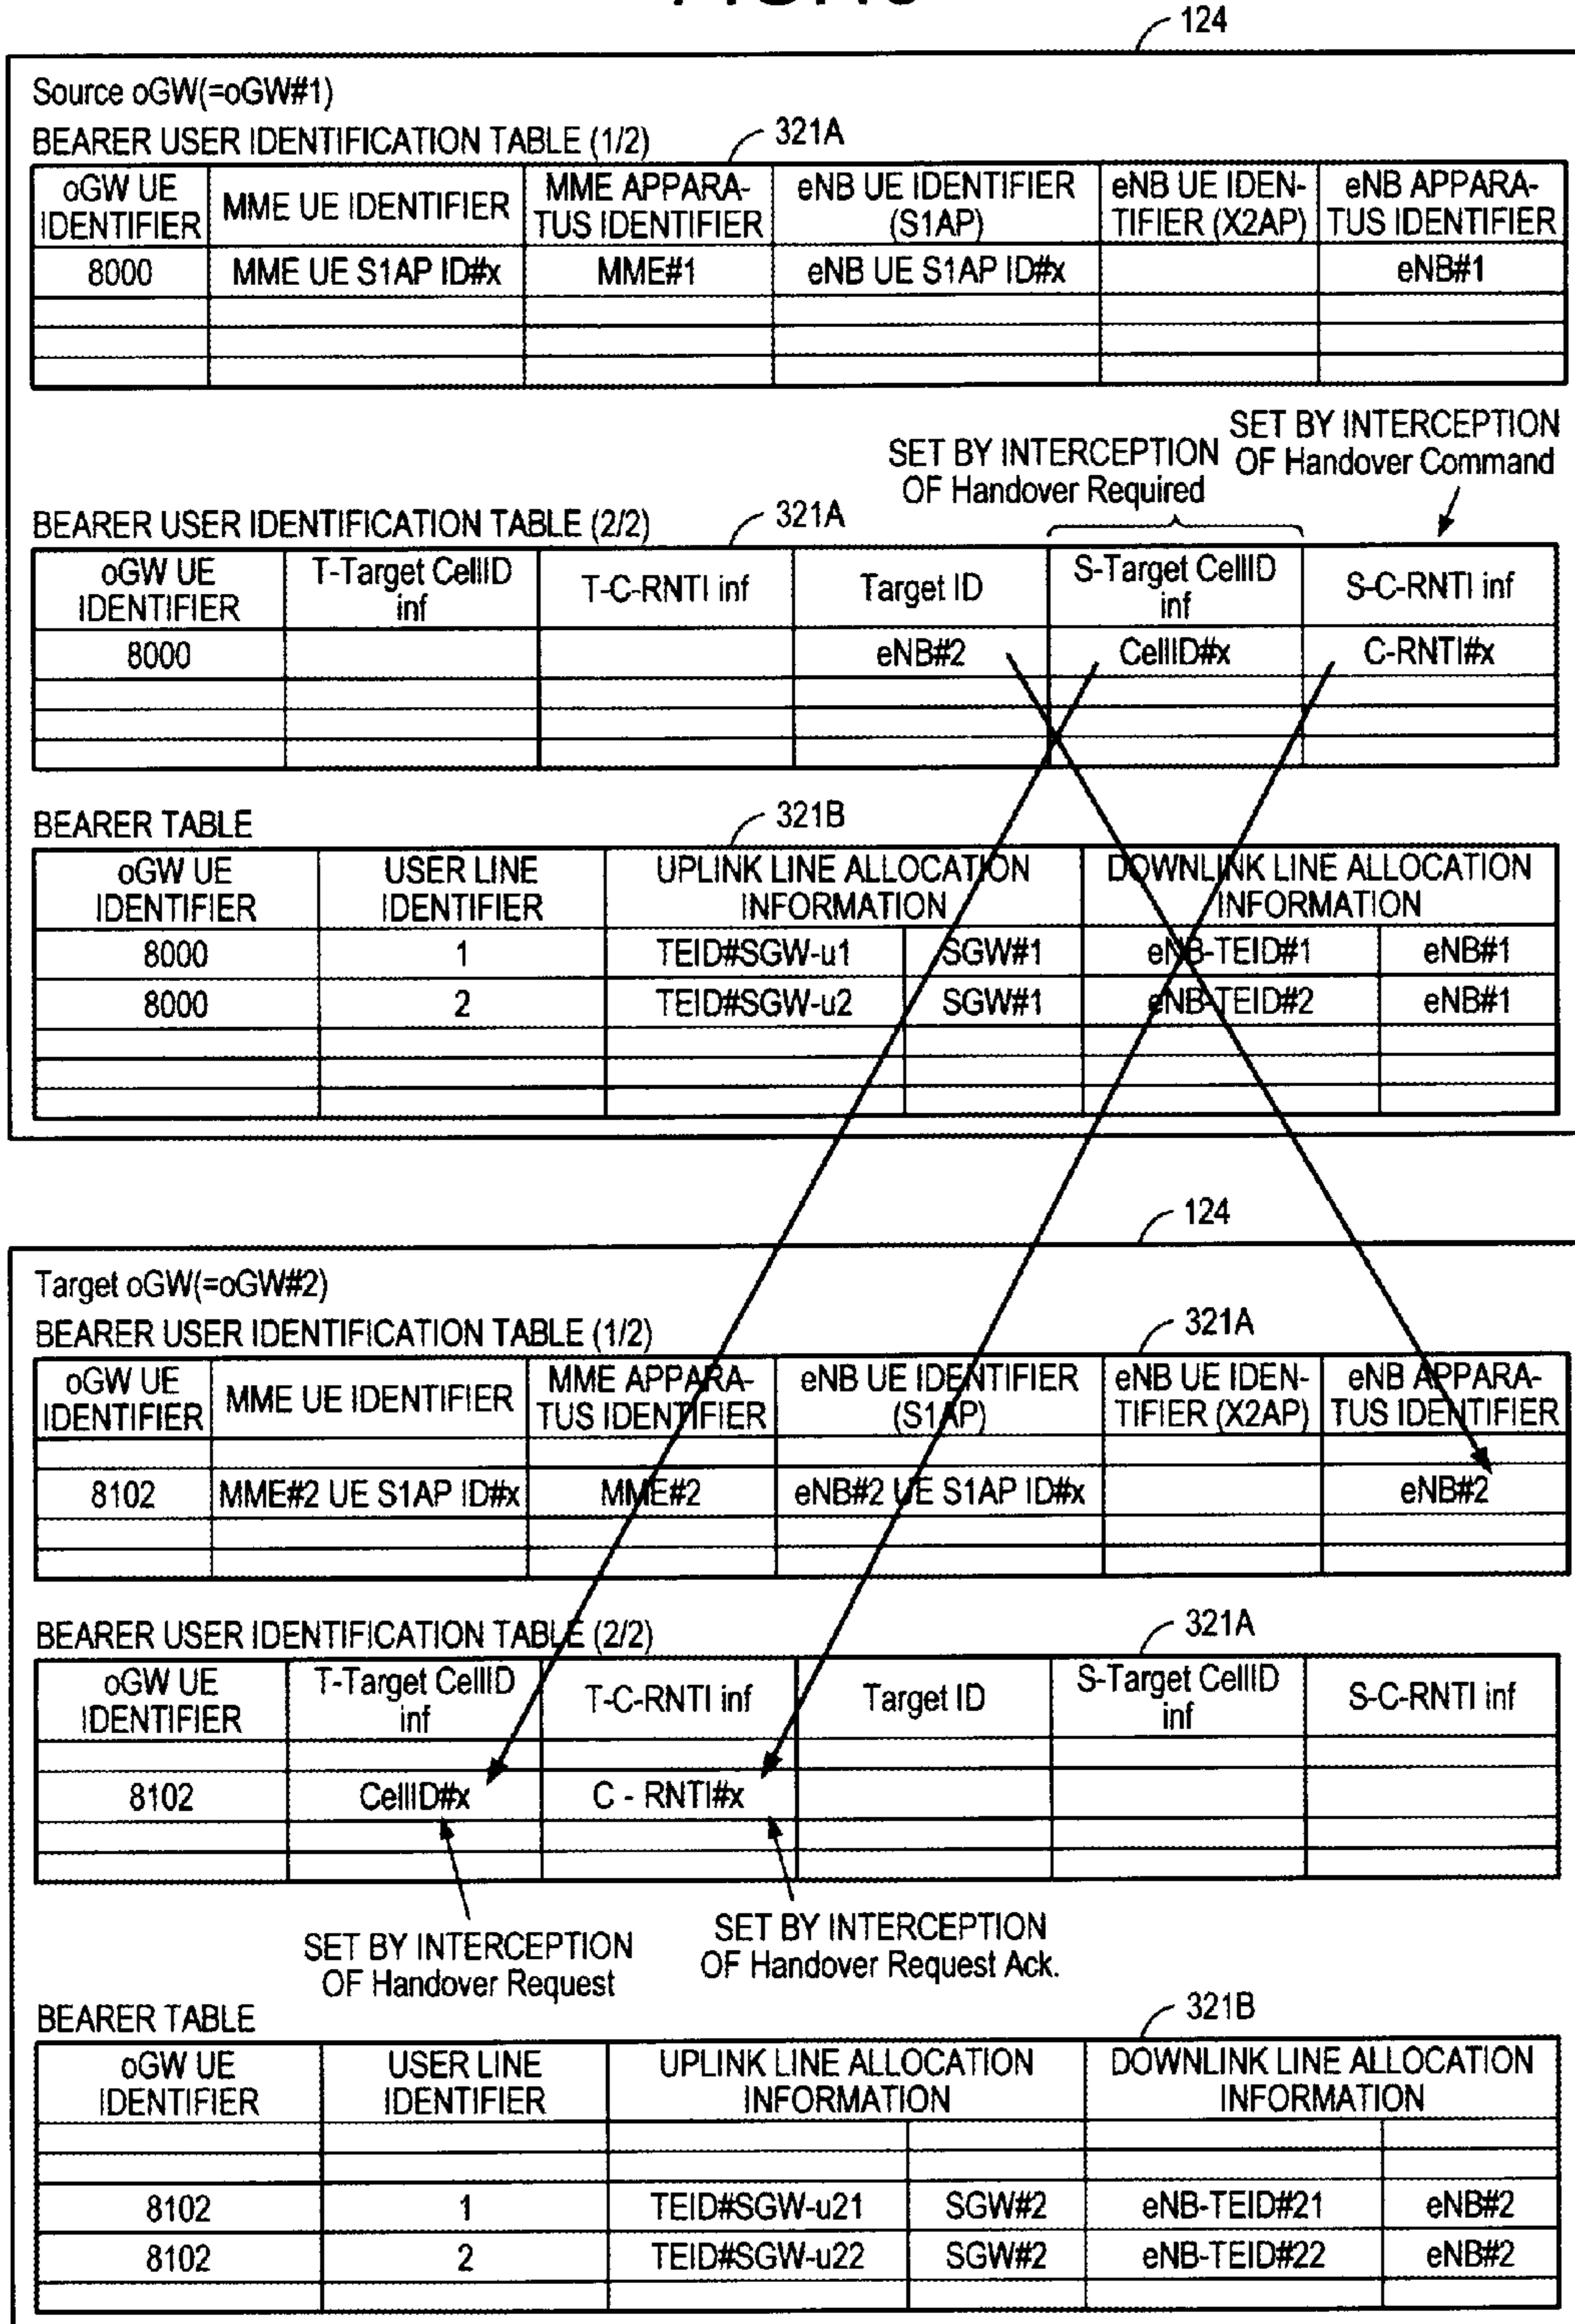 124
Source oGW(=oGW#1)
BEARER USER IDENTIFICATION TABLE (1/2)
321A
oGW UE IDENTIFIER | MME UE IDENTIFIER | MME APPARA-TUS IDENTIFIER | eNB UE IDENTIFIER (S1AP) | eNB UE IDEN-TIFIER (X2AP) | eNB APPARA-TUS IDENTIFIER
8000 | MME UE S1AP ID#x | MME#1 | eNB UE S1AP ID#x | | eNB#1
SET BY INTERCEPTION
OF Handover Required
SET BY INTERCEPTION
OF Handover Command
BEARER USER IDENTIFICATION TABLE (2/2)
321A
oGW UE IDENTIFIER | T-Target CellID inf | T-C-RNTI inf | Target ID | S-Target CellID inf | S-C-RNTI inf
8000 | | | eNB#2 | CellID#x | C-RNTI#x
BEARER TABLE
321B
oGW UE IDENTIFIER | USER LINE IDENTIFIER | UPLINK LINE ALLOCATION INFORMATION | DOWNLINK LINE ALLOCATION INFORMATION
8000 | 1 | TEID#SGW-u1 | SGW#1 | eNB-TEID#1 | eNB#1
8000 | 2 | TEID#SGW-u2 | SGW#1 | eNB-TEID#2 | eNB#1
124
Target oGW(=oGW#2)
BEARER USER IDENTIFICATION TABLE (1/2)
321A
oGW UE IDENTIFIER | MME UE IDENTIFIER | MME APPARA-TUS IDENTIFIER | eNB UE IDENTIFIER (S1AP) | eNB UE IDEN-TIFIER (X2AP) | eNB APPARA-TUS IDENTIFIER
8102 | MME#2 UE S1AP ID#x | MME#2 | eNB#2 UE S1AP ID#x | | eNB#2
BEARER USER IDENTIFICATION TABLE (2/2)
321A
oGW UE IDENTIFIER | T-Target CellID inf | T-C-RNTI inf | Target ID | S-Target CellID inf | S-C-RNTI inf
8102 | CellID#x | C - RNTI#x
SET BY INTERCEPTION
OF Handover Request
SET BY INTERCEPTION
OF Handover Request Ack.
BEARER TABLE
321B
oGW UE IDENTIFIER | USER LINE IDENTIFIER | UPLINK LINE ALLOCATION INFORMATION | DOWNLINK LINE ALLOCATION INFORMATION
8102 | 1 | TEID#SGW-u21 | SGW#2 | eNB-TEID#21 | eNB#2
8102 | 2 | TEID#SGW-u22 | SGW#2 | eNB-TEID#22 | eNB#2